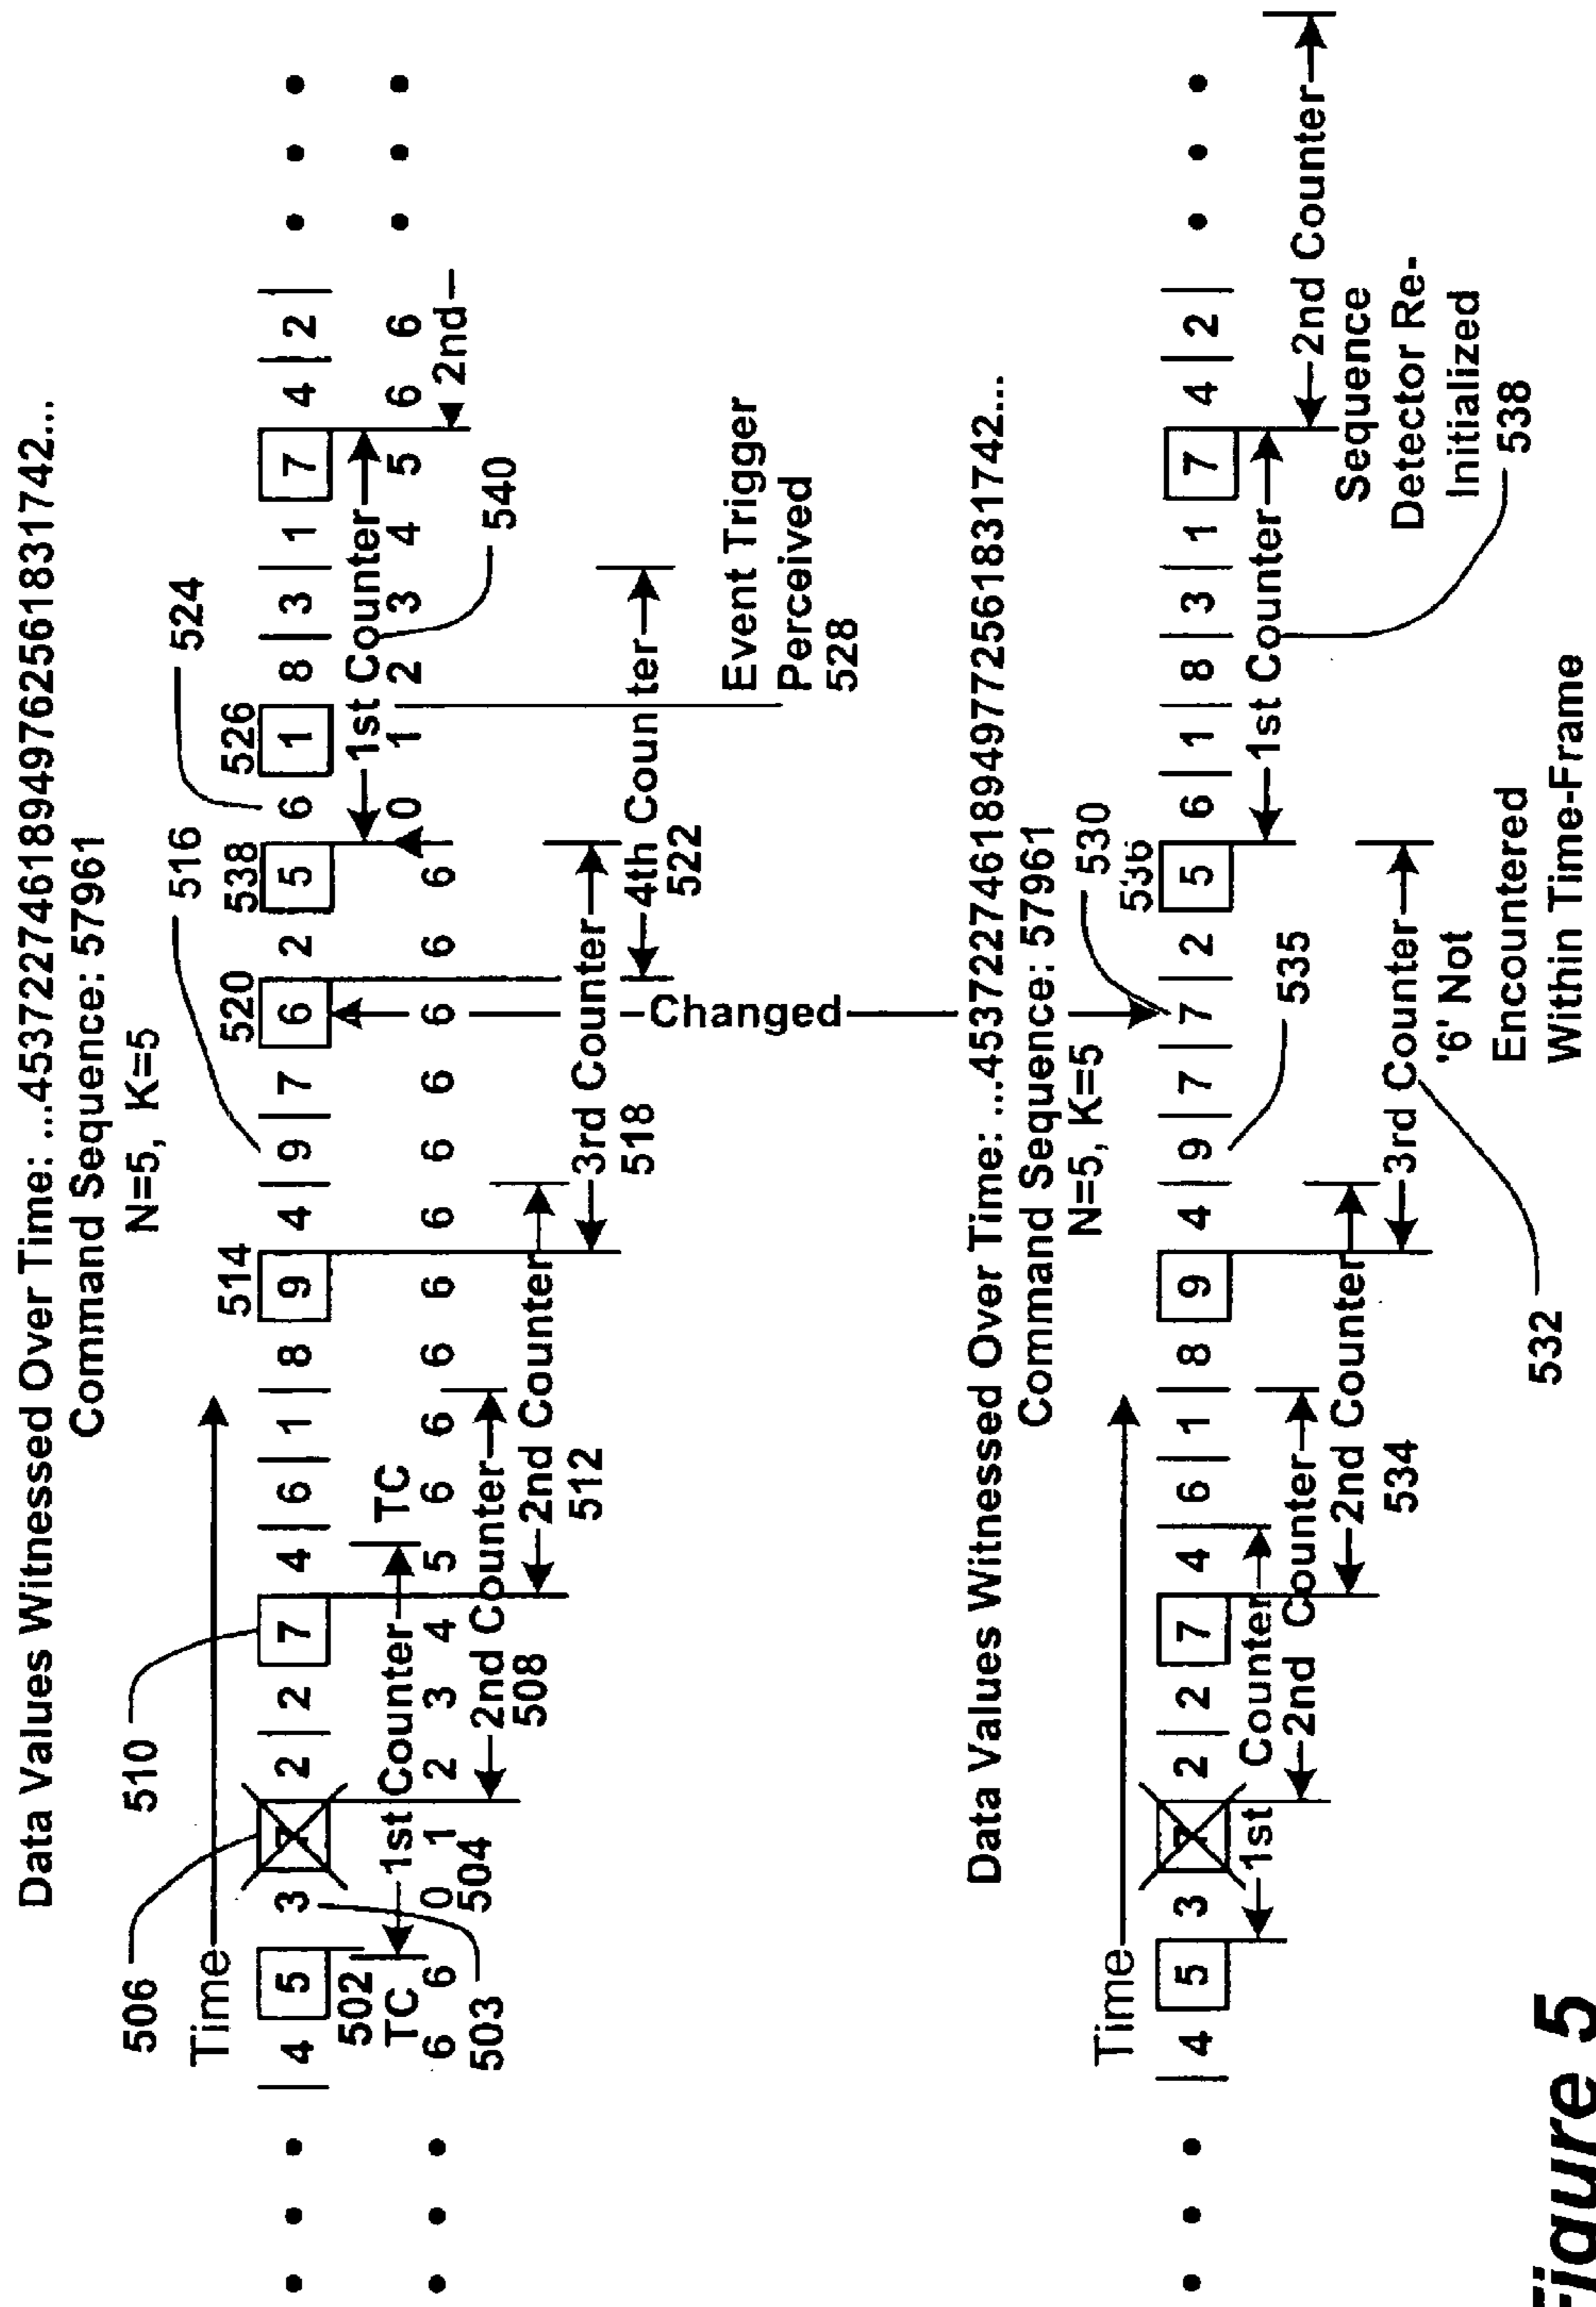 Data Values Witnessed Over Time: ...45372274618949762561831742...
Command Sequence: 57961
N=5, K=5
506 510 514 516 520 538 526 524
Time
• • • | 4 5 3 7 2 | 2 7 4 | 6 | 1 | 8 9 4 | 9 | 7 6 2 5 6 1 8 | 3 | 1 7 4 | 2 | • • •
502 TC 1st Counter TC 1st Counter
• • • 6 6 0 1 2 3 4 5 6 6 6 6 6 6 6 6 6 6 0 1 2 3 4 5 6 6 • • •
503 504 2nd Counter 540 2nd
508
2nd Counter
512
3rd Counter
518
4th Counter
522
Changed
Event Trigger
Perceived
528
Data Values Witnessed Over Time: ...45372274618949772561831742...
Command Sequence: 57961
N=5, K=5
530
536
Time
• • • | 4 5 3 7 2 | 2 7 4 | 6 | 1 | 8 9 4 | 9 | 7 | 7 | 2 5 6 | 1 | 8 | 3 | 1 7 4 | 2 | • • •
535
1st Counter 1st Counter
2nd Counter 2nd Counter
2nd Counter
534
3rd Counter
532
'6' Not
Encountered
Within Time-Frame
Sequence
Detector Re-
Initialized
538
Figure 5